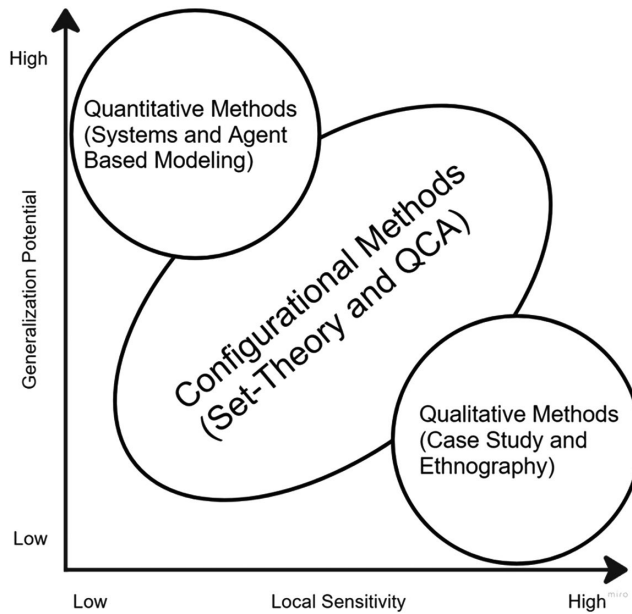 High
Quantitative Methods
(Systems and Agent
Based Modeling)
Generalization Potential
Configurational Methods
(Set-Theory and QCA)
Qualitative Methods
(Case Study and
Ethnography)
Low
Low
Local Sensitivity
High
miro